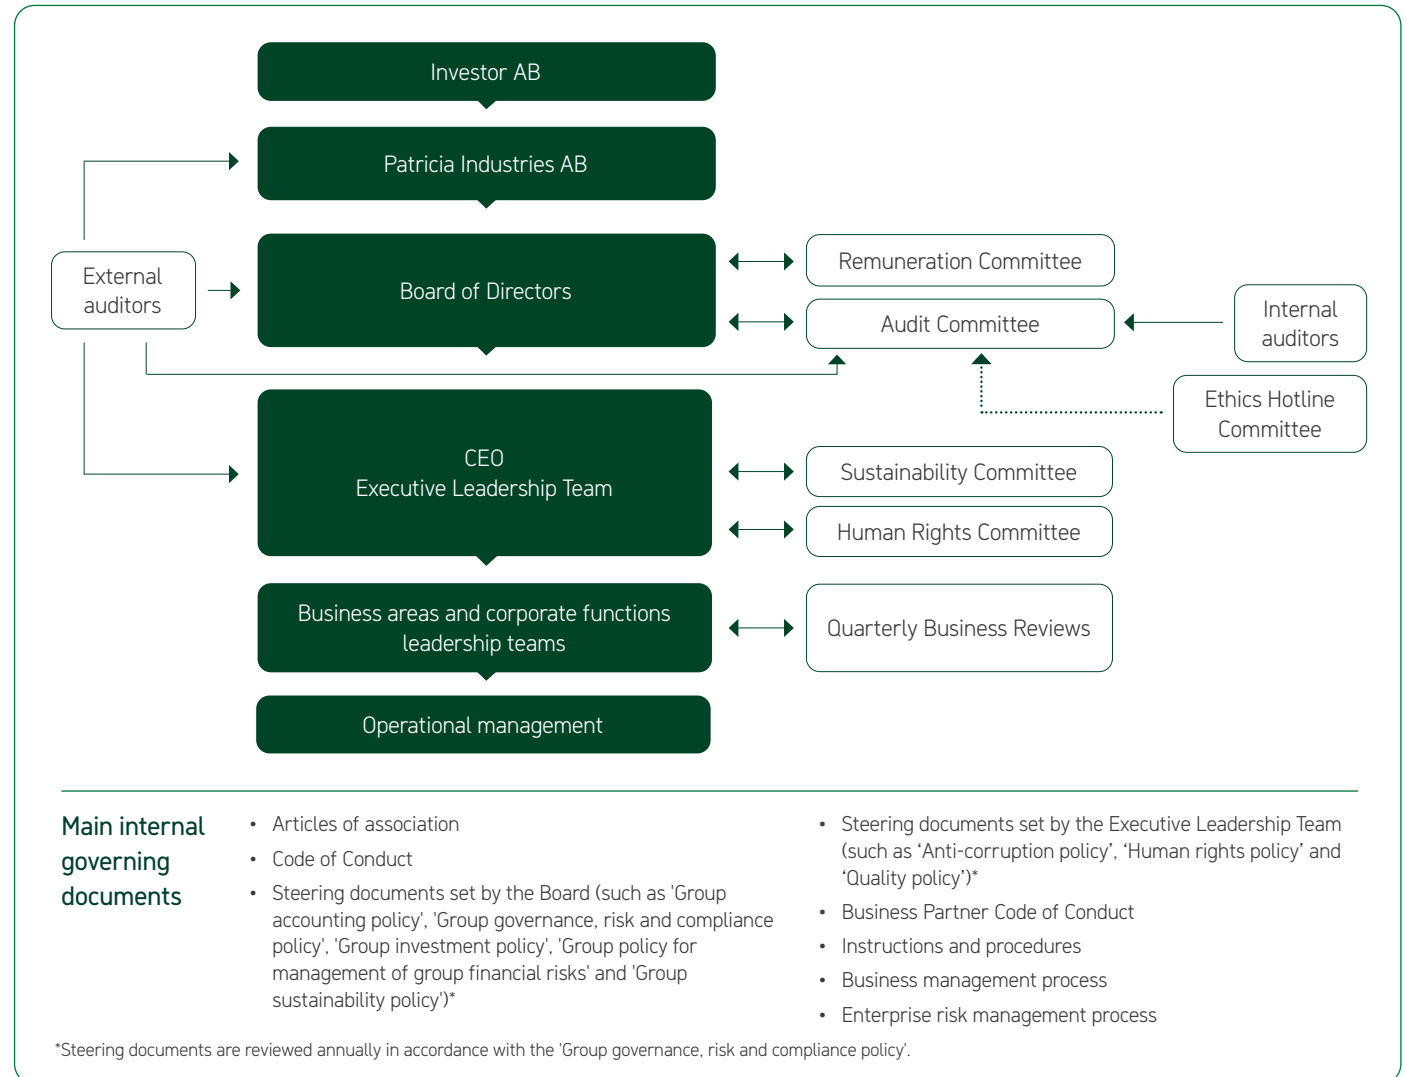 Investor AB
Patricia Industries AB
External
auditors
Board of Directors
Remuneration Committee
Audit Committee
Internal
auditors
Ethics Hotline
Committee
CEO
Executive Leadership Team
Sustainability Committee
Human Rights Committee
Business areas and corporate functions
leadership teams
Quarterly Business Reviews
Operational management
Main internal
governing
documents
• Articles of association
• Code of Conduct
• Steering documents set by the Board (such as 'Group
accounting policy', 'Group governance, risk and compliance
policy', 'Group investment policy', 'Group policy for
management of group financial risks' and 'Group
sustainability policy')*
• Steering documents set by the Executive Leadership Team
(such as ‘Anti-corruption policy’, ‘Human rights policy’ and
‘Quality policy’)*
• Business Partner Code of Conduct
• Instructions and procedures
• Business management process
• Enterprise risk management process
*Steering documents are reviewed annually in accordance with the 'Group governance, risk and compliance policy'.